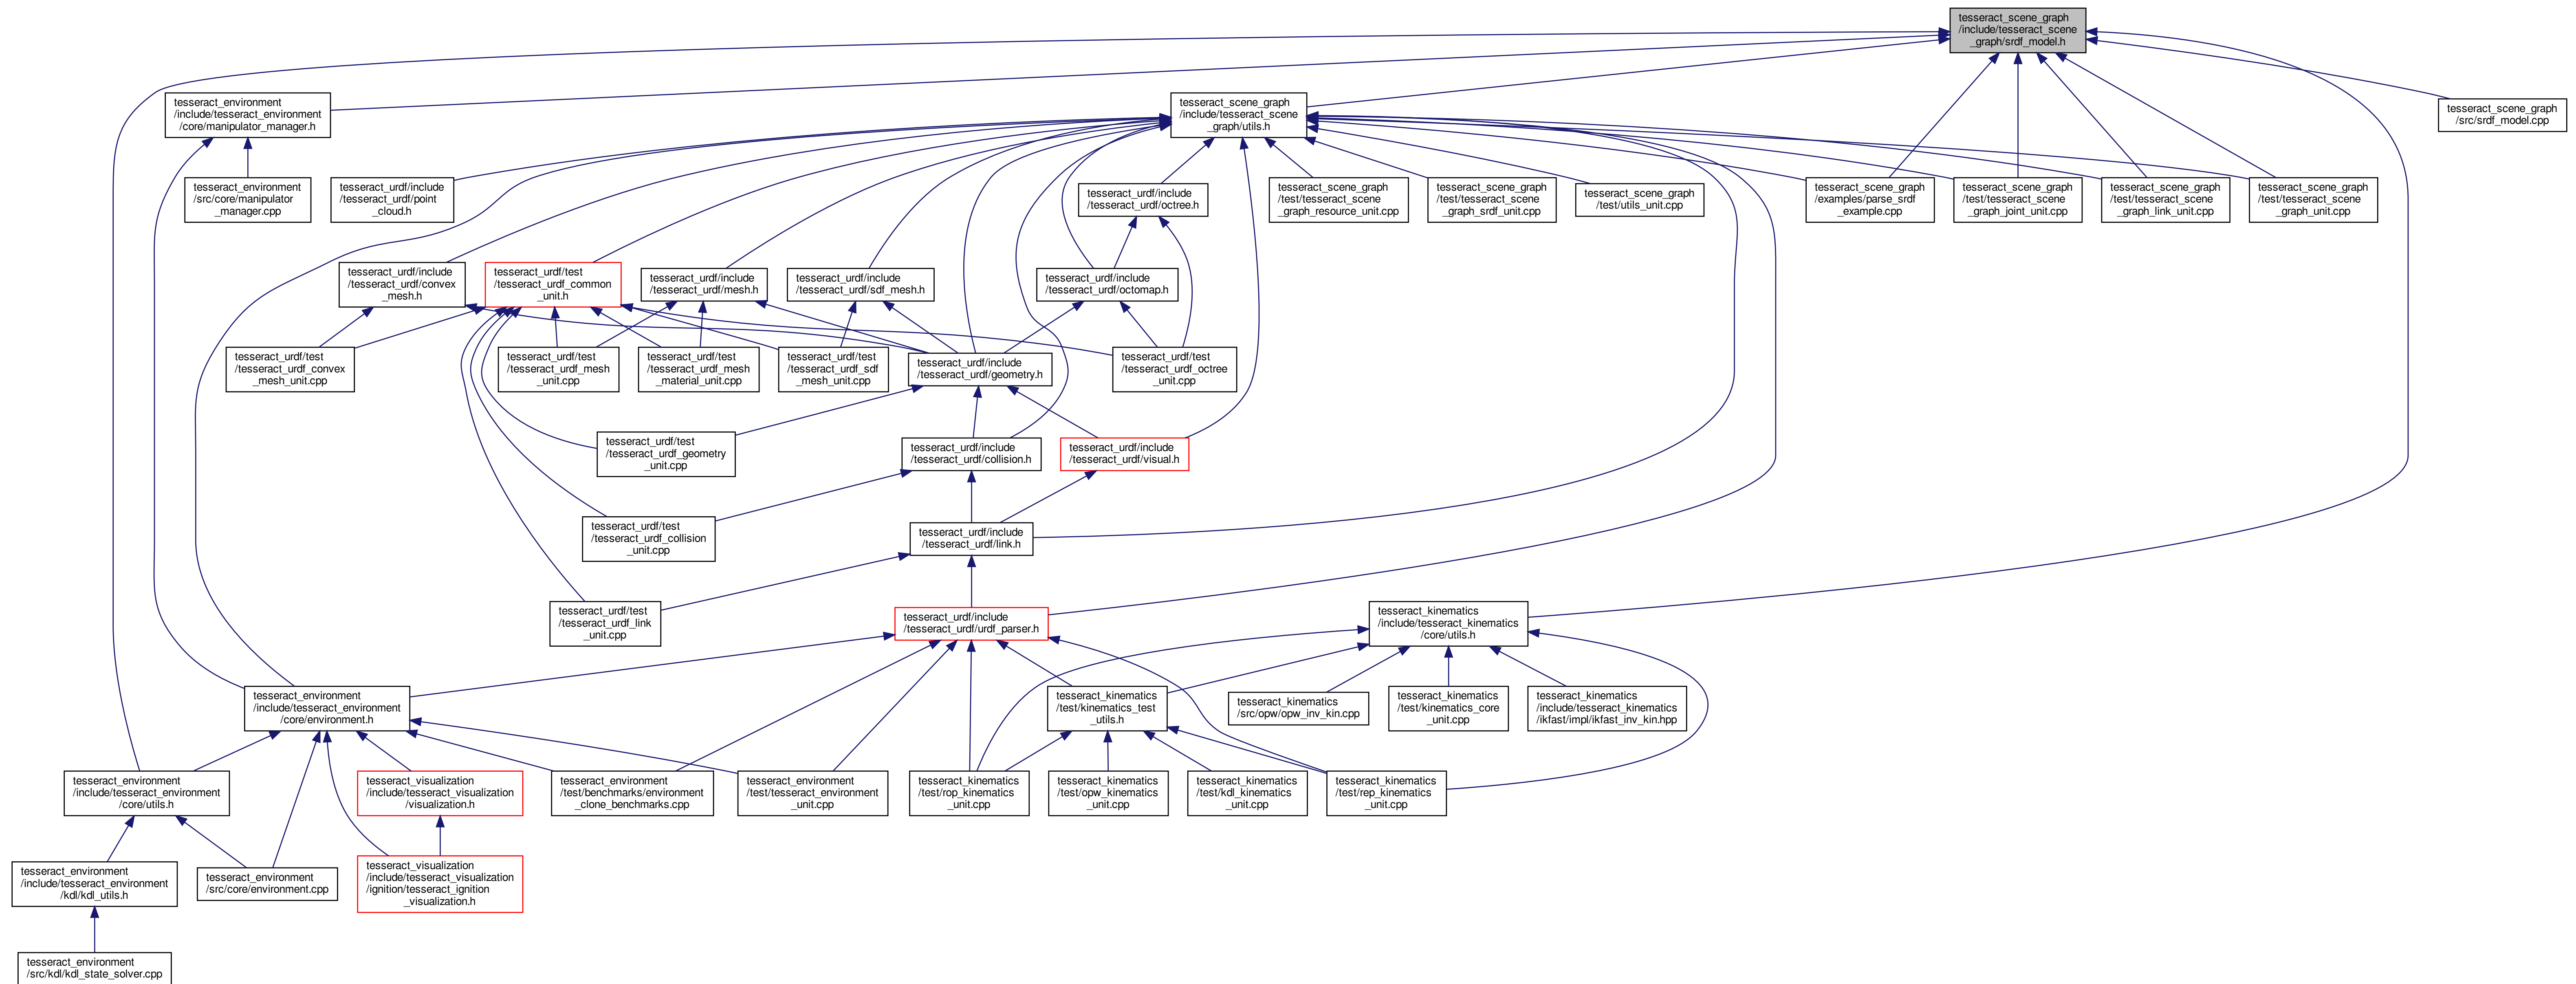 tesseract_scene_graph
/include/tesseract_scene
_graph/srdf_model.h
tesseract_environment
/include/tesseract_environment
/core/manipulator_manager.h
tesseract_scene_graph
/include/tesseract_scene
_graph/utils.h
tesseract_scene_graph
/src/srdf_model.cpp
tesseract_environment
/src/core/manipulator
_manager.cpp
tesseract_urdf/include
/tesseract_urdf/point
_cloud.h
tesseract_urdf/include
/tesseract_urdf/octree.h
tesseract_scene_graph
/test/tesseract_scene
_graph_resource_unit.cpp
tesseract_scene_graph
/test/tesseract_scene
_graph_srdf_unit.cpp
tesseract_scene_graph
/test/utils_unit.cpp
tesseract_scene_graph
/examples/parse_srdf
_example.cpp
tesseract_scene_graph
/test/tesseract_scene
_graph_joint_unit.cpp
tesseract_scene_graph
/test/tesseract_scene
_graph_link_unit.cpp
tesseract_scene_graph
/test/tesseract_scene
_graph_unit.cpp
tesseract_urdf/include
/tesseract_urdf/convex
_mesh.h
tesseract_urdf/test
/tesseract_urdf_common
_unit.h
tesseract_urdf/include
/tesseract_urdf/mesh.h
tesseract_urdf/include
/tesseract_urdf/sdf_mesh.h
tesseract_urdf/include
/tesseract_urdf/octomap.h
tesseract_urdf/test
/tesseract_urdf_convex
_mesh_unit.cpp
tesseract_urdf/test
/tesseract_urdf_mesh
_unit.cpp
tesseract_urdf/test
/tesseract_urdf_mesh
_material_unit.cpp
tesseract_urdf/test
/tesseract_urdf_sdf
_mesh_unit.cpp
tesseract_urdf/include
/tesseract_urdf/geometry.h
tesseract_urdf/test
/tesseract_urdf_octree
_unit.cpp
tesseract_urdf/test
/tesseract_urdf_geometry
_unit.cpp
tesseract_urdf/include
/tesseract_urdf/collision.h
tesseract_urdf/include
/tesseract_urdf/visual.h
tesseract_urdf/test
/tesseract_urdf_collision
_unit.cpp
tesseract_urdf/include
/tesseract_urdf/link.h
tesseract_urdf/test
/tesseract_urdf_link
_unit.cpp
tesseract_urdf/include
/tesseract_urdf/urdf_parser.h
tesseract_kinematics
/include/tesseract_kinematics
/core/utils.h
tesseract_environment
/include/tesseract_environment
/core/environment.h
tesseract_kinematics
/test/kinematics_test
_utils.h
tesseract_kinematics
/src/opw/opw_inv_kin.cpp
tesseract_kinematics
/test/kinematics_core
_unit.cpp
tesseract_kinematics
/include/tesseract_kinematics
/ikfast/impl/ikfast_inv_kin.hpp
tesseract_environment
/include/tesseract_environment
/core/utils.h
tesseract_visualization
/include/tesseract_visualization
/visualization.h
tesseract_environment
/test/benchmarks/environment
_clone_benchmarks.cpp
tesseract_environment
/test/tesseract_environment
_unit.cpp
tesseract_kinematics
/test/rop_kinematics
_unit.cpp
tesseract_kinematics
/test/opw_kinematics
_unit.cpp
tesseract_kinematics
/test/kdl_kinematics
_unit.cpp
tesseract_kinematics
/test/rep_kinematics
_unit.cpp
tesseract_environment
/include/tesseract_environment
/kdl/kdl_utils.h
tesseract_environment
/src/core/environment.cpp
tesseract_visualization
/include/tesseract_visualization
/ignition/tesseract_ignition
_visualization.h
tesseract_environment
/src/kdl/kdl_state_solver.cpp